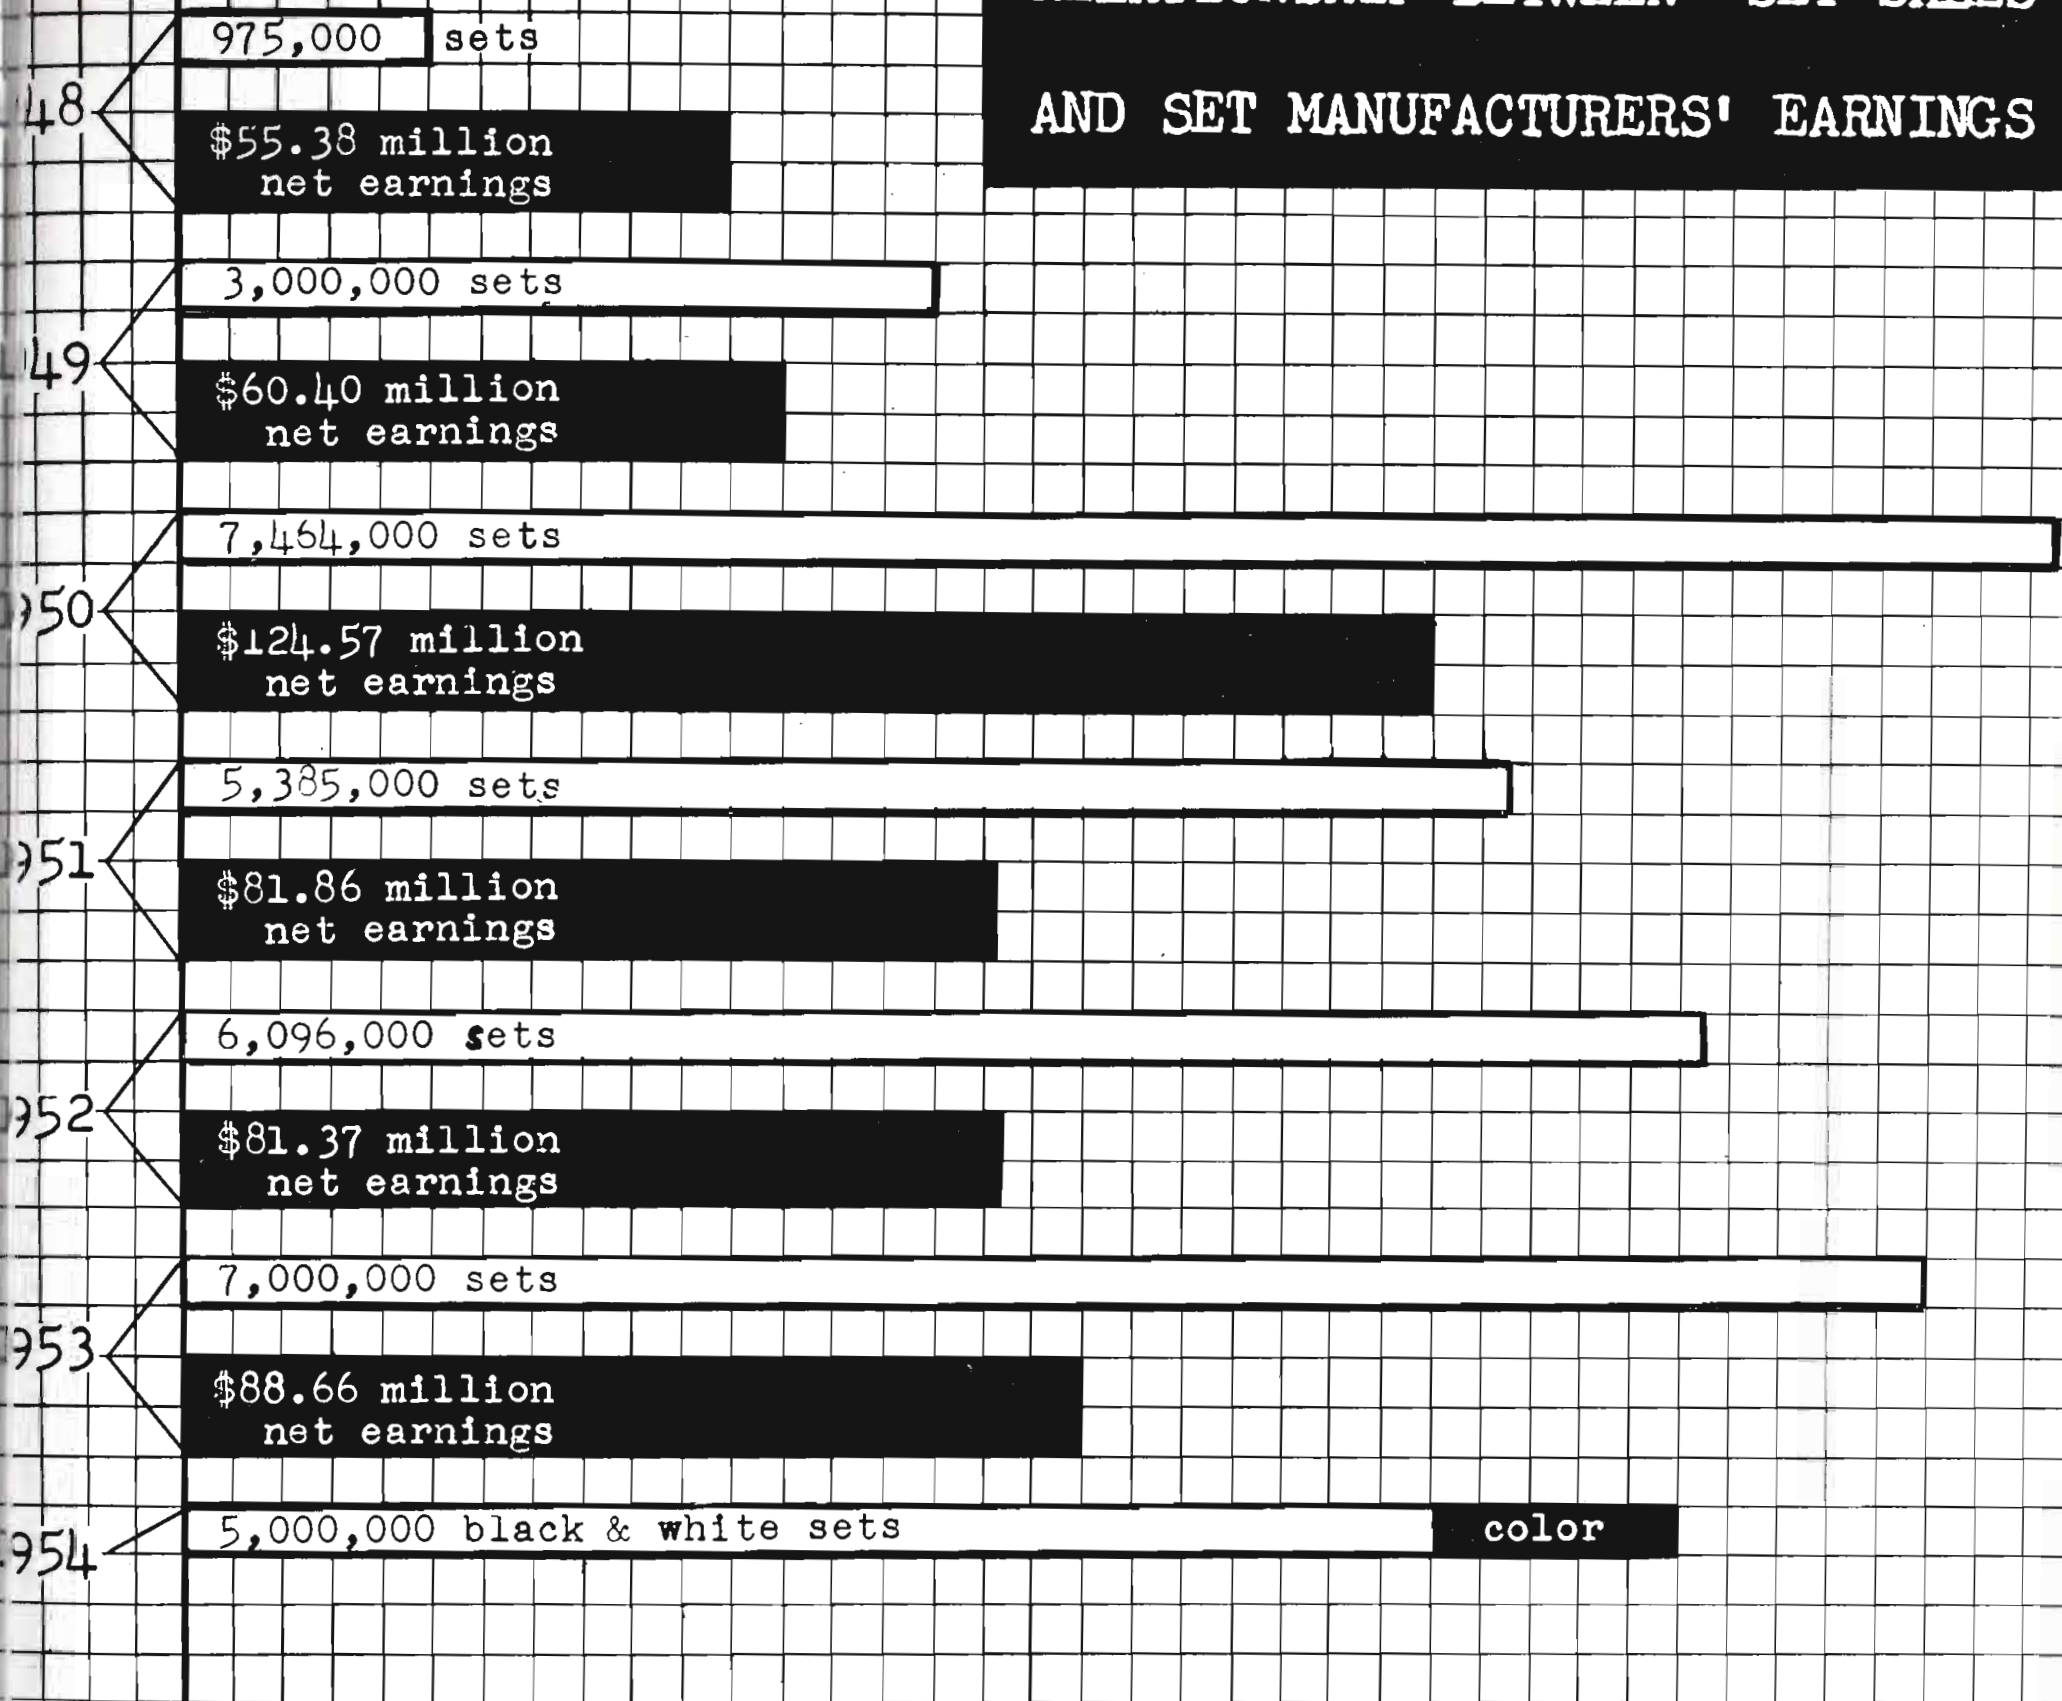 BETWEEN SET SALES
AND SET MANUFACTURERS' EARNINGS
975,000 sets
48
$55.38 million
net earnings
3,000,000 sets
49
$60.40 million
net earnings
7,464,000 sets
950
$124.57 million
net earnings
5,385,000 sets
951
$81.86 million
net earnings
6,096,000 sets
952
$81.37 million
net earnings
7,000,000 sets
953
$88.66 million
net earnings
5,000,000 black & white sets color
954